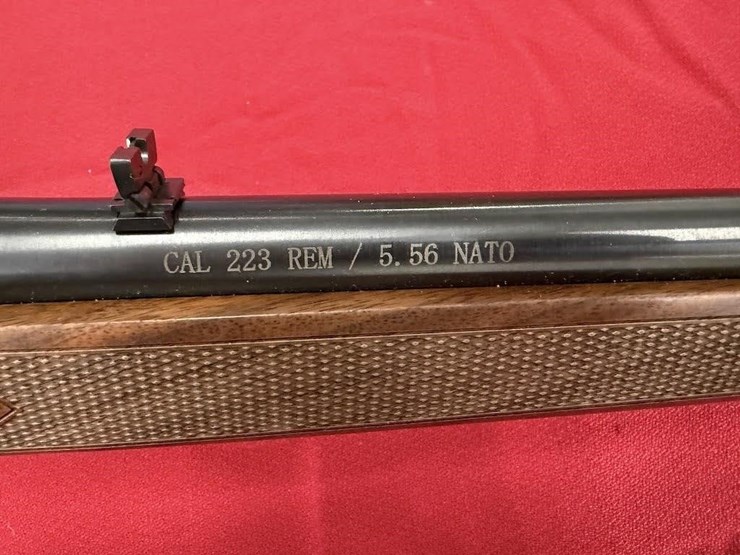 CAL 223 REM / 5.56 NATO